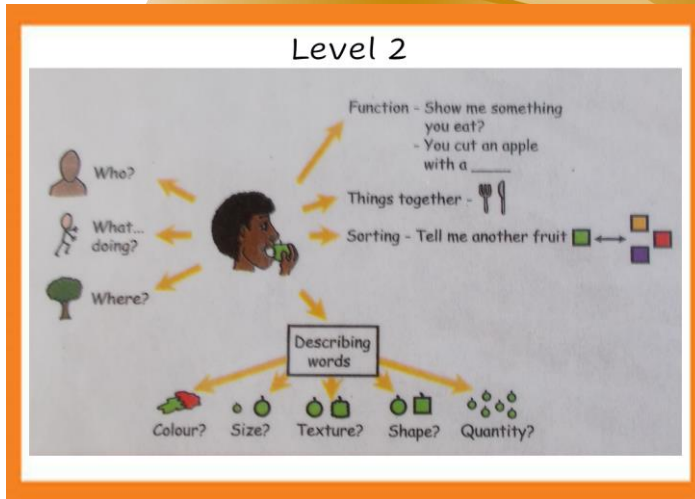 Level 2
Function - Show me something
you eat?
- You cut an apple
with a _____
Who?
Things together -
What...
doing?
Sorting - Tell me another fruit
Where?
Describing
words
Colour? Size? Texture? Shape? Quantity?